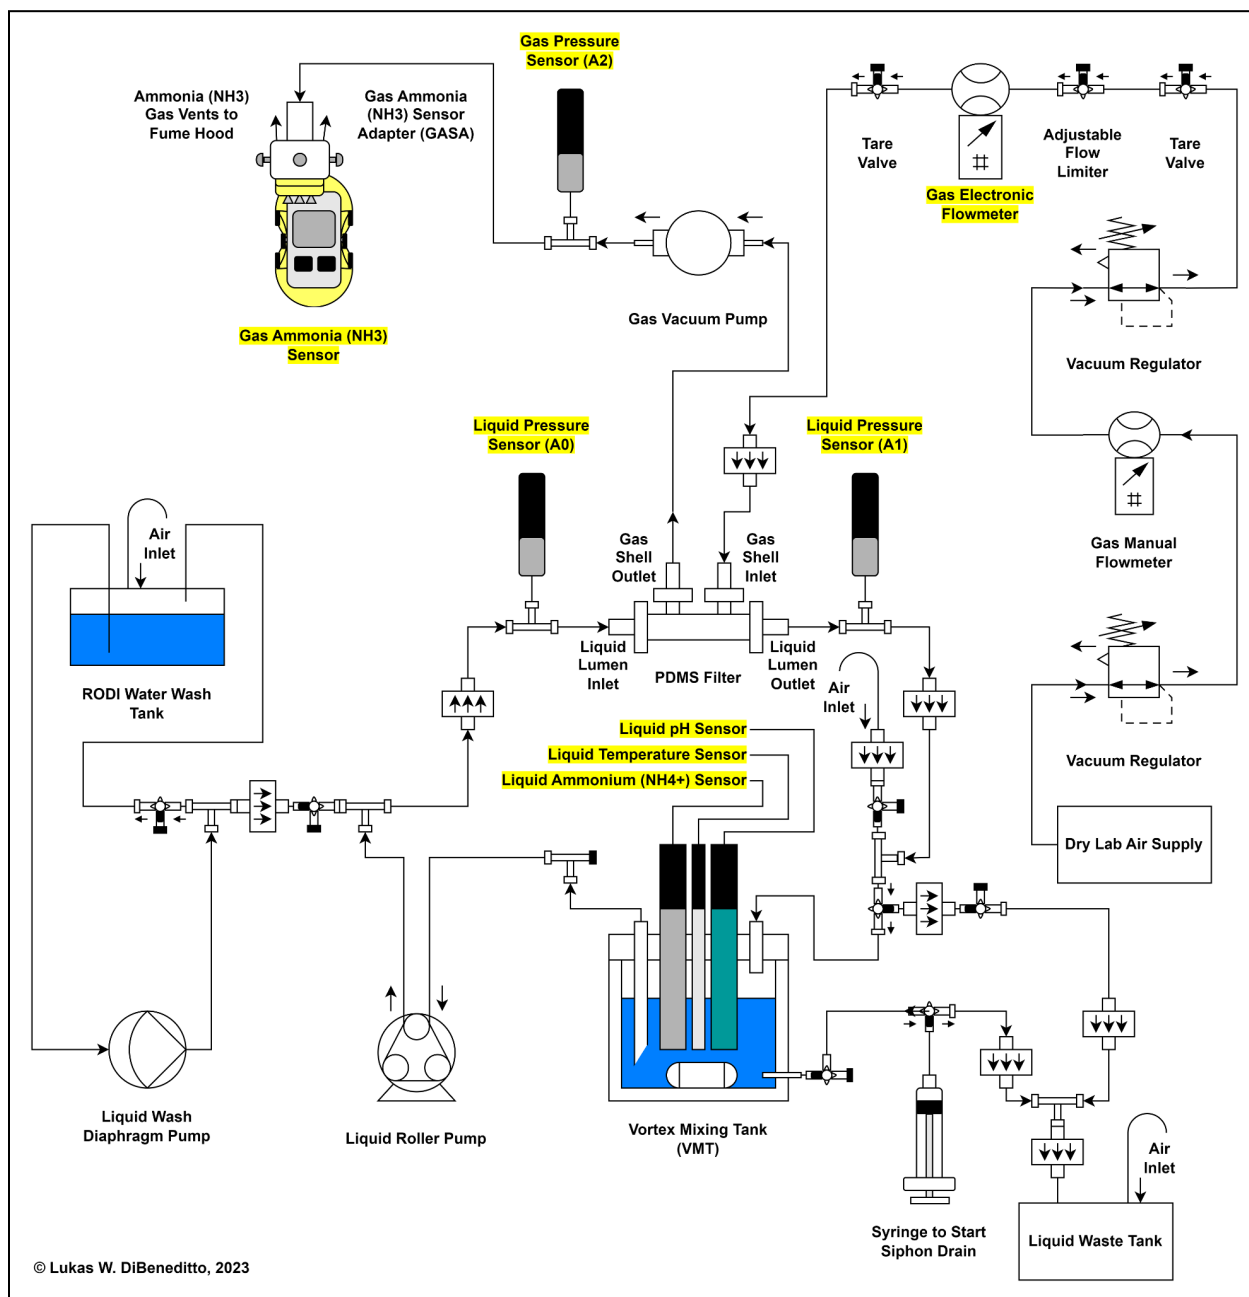 Gas Pressure
Sensor (A2)
Ammonia (NH3)
Gas Vents to
Fume Hood
Gas Ammonia
(NH3) Sensor
Adapter (GASA)
Tare
Valve
Adjustable
Flow
Limiter
Tare
Valve
Gas Electronic
Flowmeter
Gas Vacuum Pump
Gas Ammonia (NH3)
Sensor
Vacuum Regulator
Liquid Pressure
Sensor (A0)
Liquid Pressure
Sensor (A1)
Air
Inlet
Gas
Shell
Outlet
Gas
Shell
Inlet
Gas Manual
Flowmeter
RODI Water Wash
Tank
Liquid
Lumen
Inlet
PDMS Filter
Liquid
Lumen
Outlet
Air
Inlet
Liquid pH Sensor
Liquid Temperature Sensor
Liquid Ammonium (NH4+) Sensor
Vacuum Regulator
Dry Lab Air Supply
Liquid Wash
Diaphragm Pump
Liquid Roller Pump
Vortex Mixing Tank
(VMT)
Air
Inlet
Syringe to Start
Siphon Drain
Liquid Waste Tank
© Lukas W. DiBeneditto, 2023